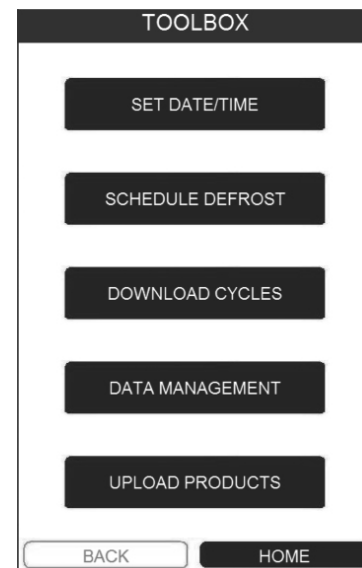 TOOLBOX
SET DATE/TIME
SCHEDULE DEFROST
DOWNLOAD CYCLES
DATA MANAGEMENT
UPLOAD PRODUCTS
BACK HOME